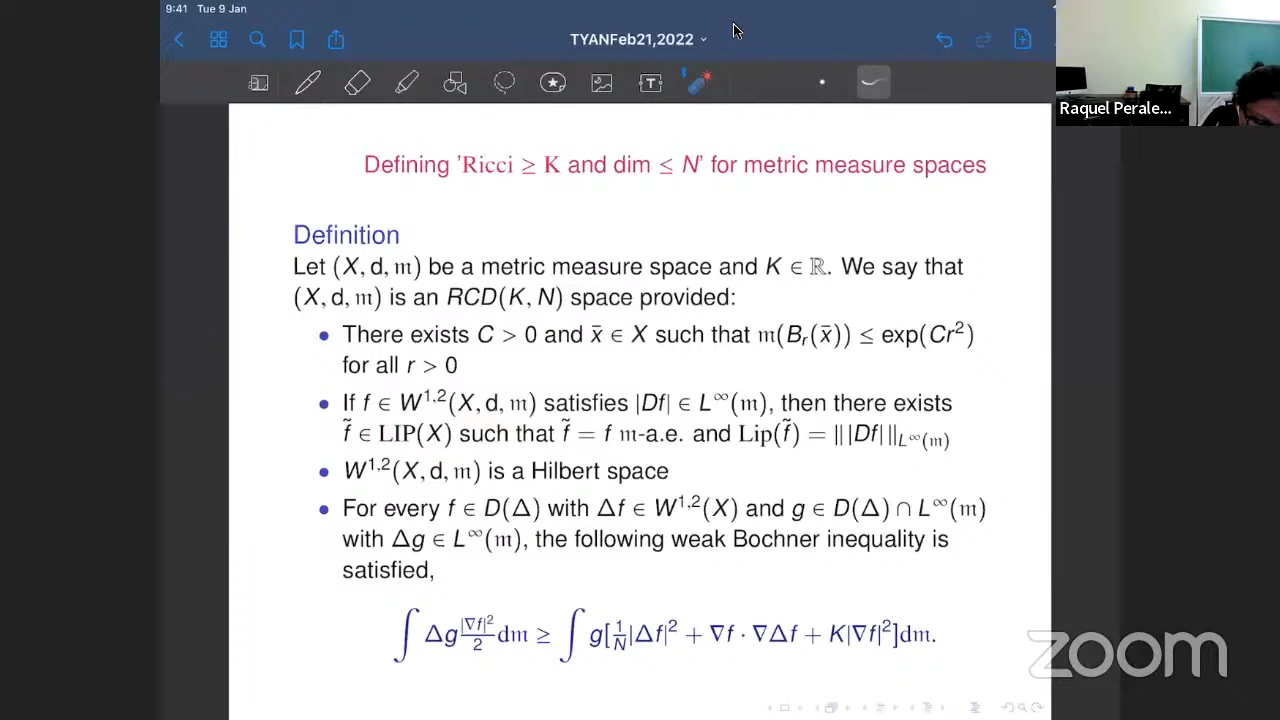 9:41 Tue 9 Jan
TYANFeb21,2022
Raquel Perale...
Defining 'Ricci ≥ K and dim ≤ N' for metric measure spaces
Definition
Let (X, d, 𝔪) be a metric measure space and K ∈ ℝ. We say that
(X, d, 𝔪) is an RCD(K, N) space provided:
• There exists C > 0 and x̄ ∈ X such that 𝔪(B_r(x̄)) ≤ exp(Cr²)
for all r > 0
• If f ∈ W^{1,2}(X, d, 𝔪) satisfies |Df| ∈ L^∞(𝔪), then there exists
f̃ ∈ LIP(X) such that f̃ = f 𝔪-a.e. and Lip(f̃) = ‖ |Df| ‖_{L^∞(𝔪)}
• W^{1,2}(X, d, 𝔪) is a Hilbert space
• For every f ∈ D(Δ) with Δf ∈ W^{1,2}(X) and g ∈ D(Δ) ∩ L^∞(𝔪)
with Δg ∈ L^∞(𝔪), the following weak Bochner inequality is
satisfied,
∫ Δg |∇f|²/2 d𝔪 ≥ ∫ g[1/N |Δf|² + ∇f · ∇Δf + K|∇f|²]d𝔪.
zoom